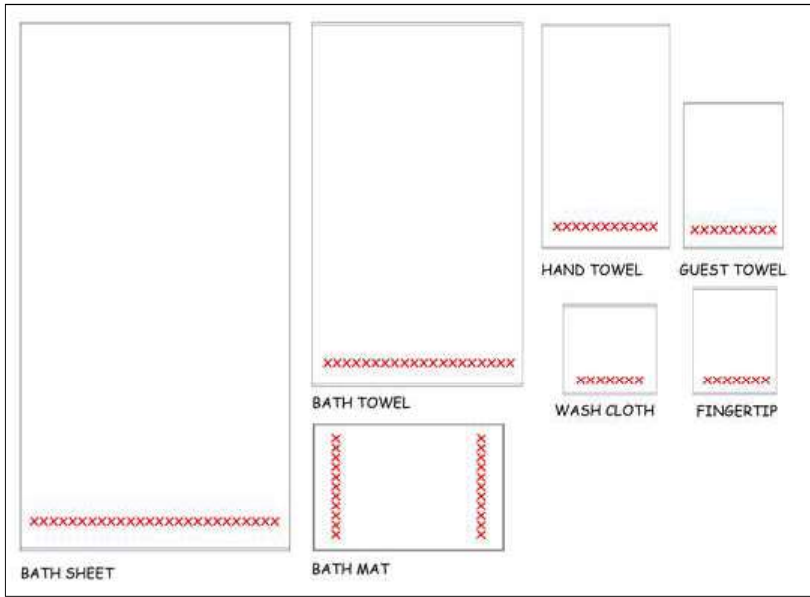 HAND TOWEL
GUEST TOWEL
BATH TOWEL
WASH CLOTH
FINGERTIP
BATH SHEET
BATH MAT